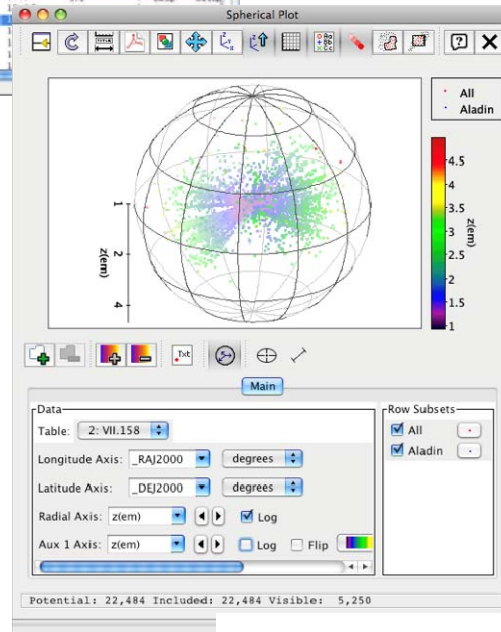 Spherical Plot
Txt
All
Aladin
4.5
4
3.5
3
2.5
2
1.5
1
z(em)
1
2
4
z(em)
Main
Data
Table: 2: VII.158
Longitude Axis: _RAJ2000 degrees
Latitude Axis: _DEJ2000 degrees
Radial Axis: z(em) Log
Aux 1 Axis: z(em) Log Flip
Row Subsets
All
Aladin
Potential: 22,484 Included: 22,484 Visible: 5,250